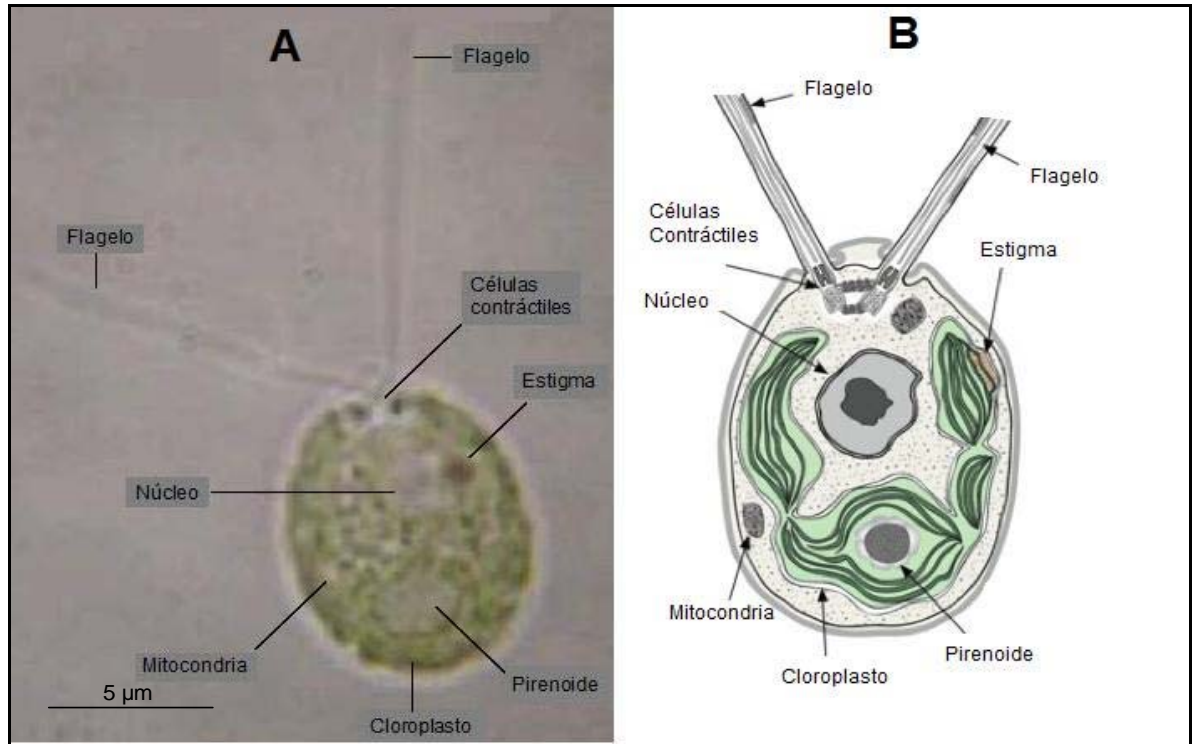 A
Flagelo
Flagelo
Células
contráctiles
Estigma
Núcleo
Mitocondria
Pirenoide
Cloroplasto
5 µm
B
Flagelo
Flagelo
Células
Contráctiles
Estigma
Núcleo
Mitocondria
Pirenoide
Cloroplasto